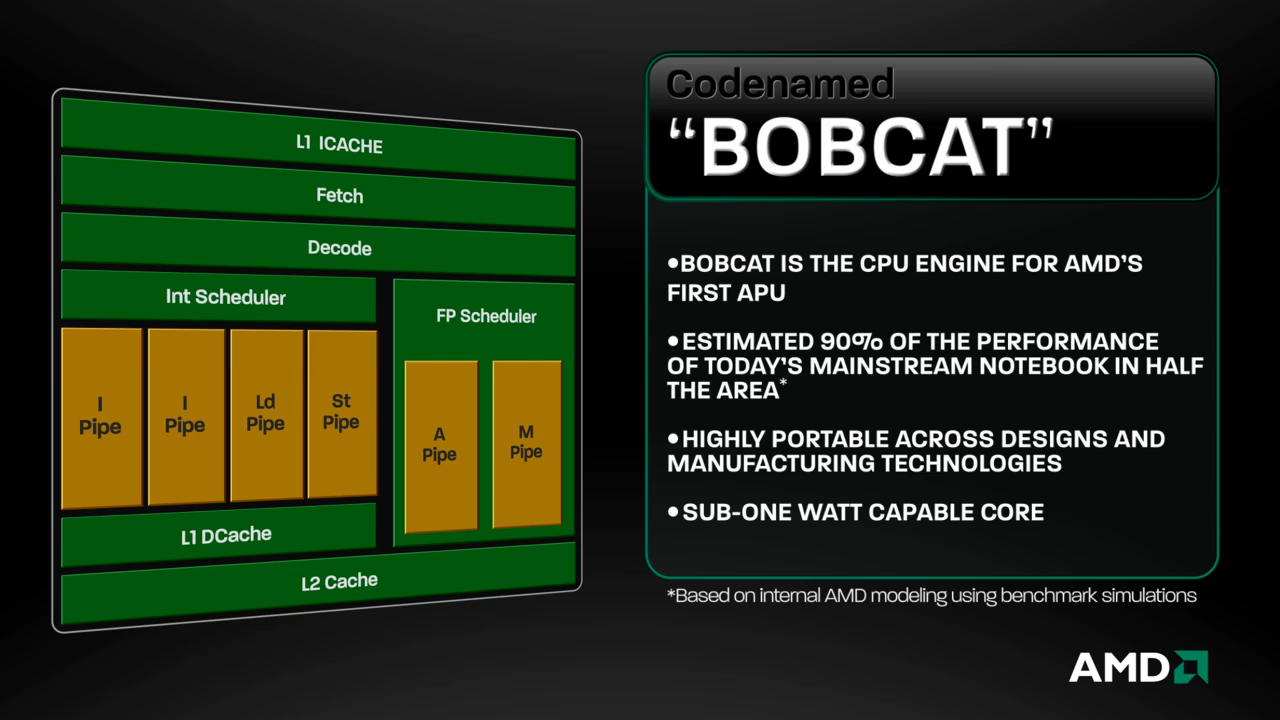 L1 ICACHE
Fetch
Decode
Int Scheduler
FP Scheduler
I
Pipe
I
Pipe
Ld
Pipe
St
Pipe
A
Pipe
M
Pipe
L1 DCache
L2 Cache
Codenamed
“BOBCAT”
•BOBCAT IS THE CPU ENGINE FOR AMD’S
FIRST APU
•ESTIMATED 90% OF THE PERFORMANCE
OF TODAY’S MAINSTREAM NOTEBOOK IN HALF
THE AREA*
•HIGHLY PORTABLE ACROSS DESIGNS AND
MANUFACTURING TECHNOLOGIES
•SUB-ONE WATT CAPABLE CORE
*Based on internal AMD modeling using benchmark simulations
AMD